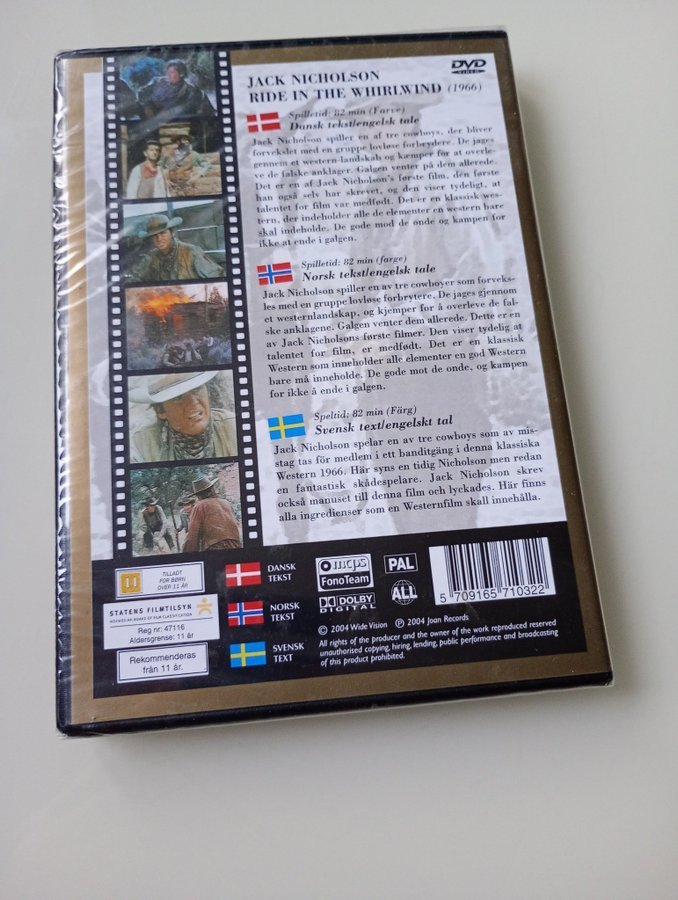 DVD
VIDEO
JACK NICHOLSON
RIDE IN THE WHIRLWIND (1966)
Spilletid: 82 min (Farve)
Dansk tekst/engelsk tale
Jack Nicholson spiller en af tre cowboys, der bliver
forvekslet med en gruppe lovløse forbrydere. De jages
gennem et western-landskab og kæmper for at overle-
ve de falske anklager. Galgen venter på dem allerede.
Det er en af Jack Nicholson's første film, den første
han også selv har skrevet, og den viser tydeligt, at
talentet for film var medfødt. Det er en klassisk wes-
tern, der indeholder alle de elementer en western bare
skal indeholde. De gode mod de onde og kampen for
ikke at ende i galgen.
Spilletid: 82 min (farge)
Norsk tekst/engelsk tale
Jack Nicholson spiller en av tre cowboyer som forveks-
les med en gruppe lovløse forbrytere. De jages gjennom
et westernlandskap, og kjemper for å overleve de fal-
ske anklagene. Galgen venter dem allerede. Dette er en
av Jack Nicholsons første filmer. Den viser tydelig at
talentet for film, er medfødt. Det er en klassisk
Western som inneholder alle elementer en god Western
bare må inneholde. De gode mot de onde, og kampen
for ikke å ende i galgen.
Speltid: 82 min (Färg)
Svensk text/engelskt tal
Jack Nicholson spelar en av tre cowboys som av mis-
stag tas för medlem i ett banditgäng i denna klassiska
Western 1966. Här syns en tidig Nicholson men redan
en fantastisk skådespelare. Jack Nicholson skrev
också manuset till denna film och lyckades. Här finns
alla ingredienser som en Westernfilm skall innehålla.
11
TILLADT
FOR BØRN
OVER 11 ÅR
STATENS FILMTILSYN
NORWEGIAN BOARD OF FILM CLASSIFICATION
Reg nr: 47116
Aldersgrense: 11 år
Rekommenderas
från 11 år.
DANSK
TEKST
NORSK
TEKST
SVENSK
TEXT
mcps
FonoTeam
DOLBY
DIGITAL
PAL
ALL
5 709165 710322
© 2004 Wide Vision ℗ 2004 Joan Records
All rights of the producer and the owner of the work reproduced reserved
unauthorised copying, hiring, lending, public performance and broadcasting
of this product prohibited.